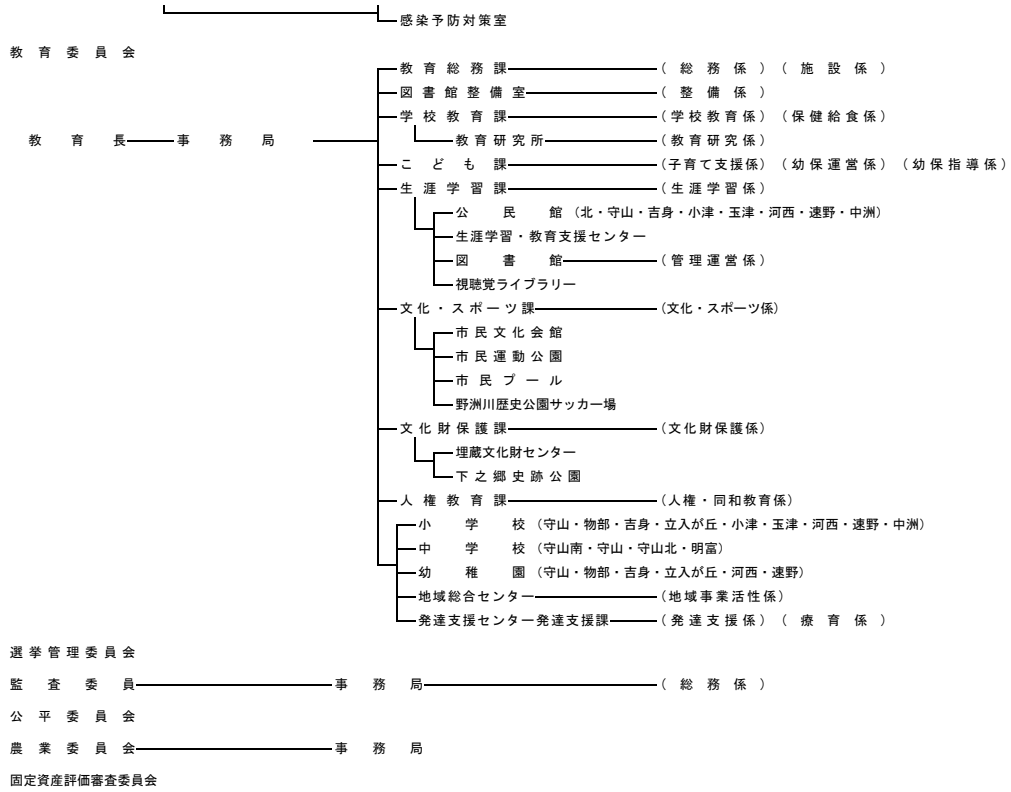 感染予防対策室
教育委員会
教育総務課 （総務係）（施設係）
図書館整備室 （整備係）
学校教育課 （学校教育係）（保健給食係）
教育長 事務局 教育研究所 （教育研究係）
こども課 （子育て支援係）（幼保運営係）（幼保指導係）
生涯学習課 （生涯学習係）
公民館 （北・守山・吉身・小津・玉津・河西・速野・中洲）
生涯学習・教育支援センター
図書館 （管理運営係）
視聴覚ライブラリー
文化・スポーツ課 （文化・スポーツ係）
市民文化会館
市民運動公園
市民プール
野洲川歴史公園サッカー場
文化財保護課 （文化財保護係）
埋蔵文化財センター
下之郷史跡公園
人権教育課 （人権・同和教育係）
小学校 （守山・物部・吉身・立入が丘・小津・玉津・河西・速野・中洲）
中学校 （守山南・守山・守山北・明富）
幼稚園 （守山・物部・吉身・立入が丘・河西・速野）
地域総合センター （地域事業活性係）
発達支援センター発達支援課 （発達支援係）（療育係）
選挙管理委員会
監査委員 事務局 （総務係）
公平委員会
農業委員会 事務局
固定資産評価審査委員会